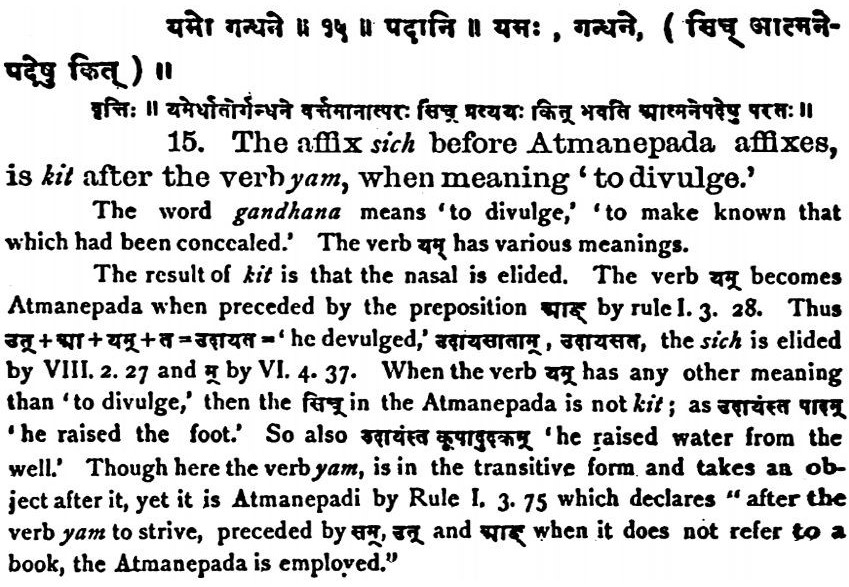 यमो गन्धने ॥ १५ ॥ पदानि ॥ यमः , गन्धने, ( सिच् आत्मने-
पदेषु कित् ) ॥
वृत्तिः ॥ यमेर्धातोर्गन्धने वर्त्तमानात्परः सिच् प्रत्ययः कित् भवति आत्मनेपदेषु परतः ॥
15. The affix sich before Atmanepada affixes,
is kit after the verb yam, when meaning ‘to divulge.’
The word gandhana means ‘to divulge,’ ‘to make known that
which had been concealed.’ The verb यम् has various meanings.
The result of kit is that the nasal is elided. The verb यम् becomes
Atmanepada when preceded by the preposition आङ् by rule I. 3. 28. Thus
उत् + आ + यम् + त = उदायत = ‘he devulged,’ उदायसाताम् , उदायसत, the sich is elided
by VIII. 2. 27 and म् by VI. 4. 37. When the verb यम् has any other meaning
than ‘to divulge,’ then the सिच् in the Atmanepada is not kit ; as उदायंस्त पादम्
‘he raised the foot.’ So also उदायंस्त कूपादुदकम् ‘he raised water from the
well.’ Though here the verb yam, is in the transitive form and takes an ob-
ject after it, yet it is Atmanepadi by Rule I. 3. 75 which declares “after the
verb yam to strive, preceded by सम्, उत् and आङ् when it does not refer to a
book, the Atmanepada is employed.”